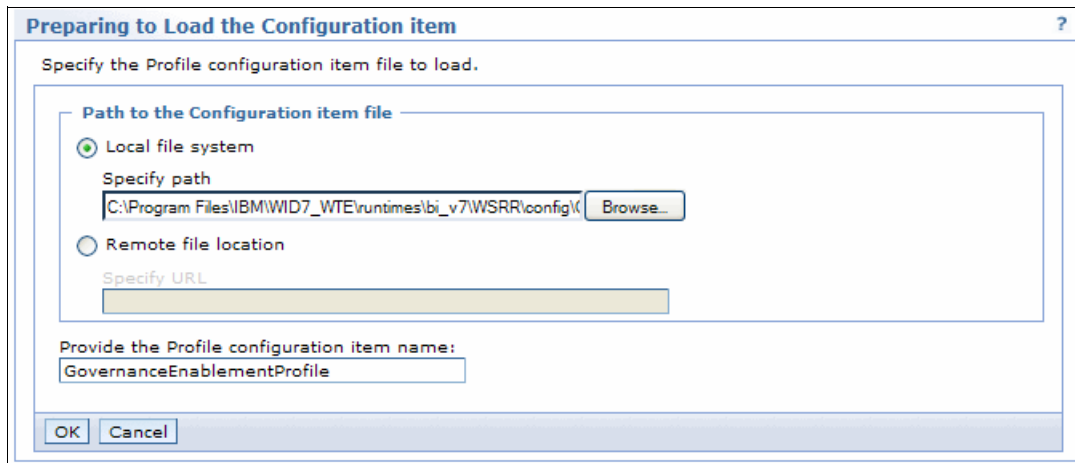 Preparing to Load the Configuration item ?
Specify the Profile configuration item file to load.
Path to the Configuration item file
Local file system
Specify path
C:\Program Files\IBM\WID7_WTE\runtimes\bi_v7\WSRR\config\ Browse...
Remote file location
Specify URL
Provide the Profile configuration item name:
GovernanceEnablementProfile
OK Cancel